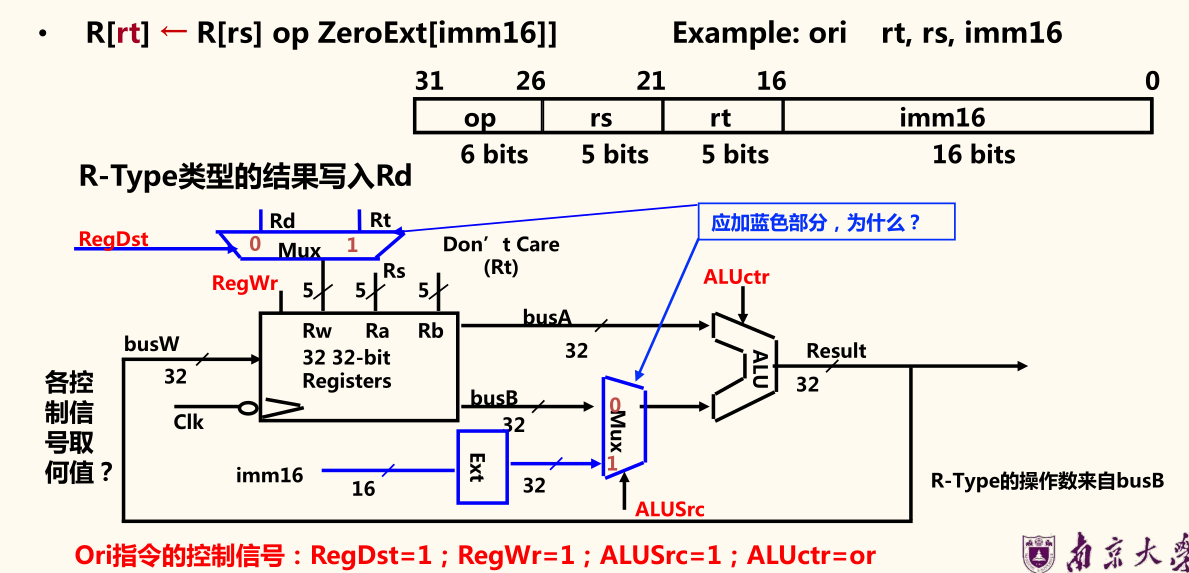 • R[rt] ← R[rs] op ZeroExt[imm16]] Example: ori rt, rs, imm16
31 26 21 16 0
op rs rt imm16
6 bits 5 bits 5 bits 16 bits
R-Type类型的结果写入Rd
应加蓝色部分，为什么？
Rd Rt
RegDst 0 Mux 1
Don’t Care
(Rt)
RegWr 5 5 Rs 5
ALUctr
Rw Ra Rb
busA
32
busW
32
32 32-bit
Registers
ALU
Result
32
各控
制信
号取
何值？
Clk
busB
32
0
Mux
1
imm16
16
Ext
32
ALUSrc
R-Type的操作数来自busB
Ori指令的控制信号：RegDst=1；RegWr=1；ALUSrc=1；ALUctr=or
南京大学